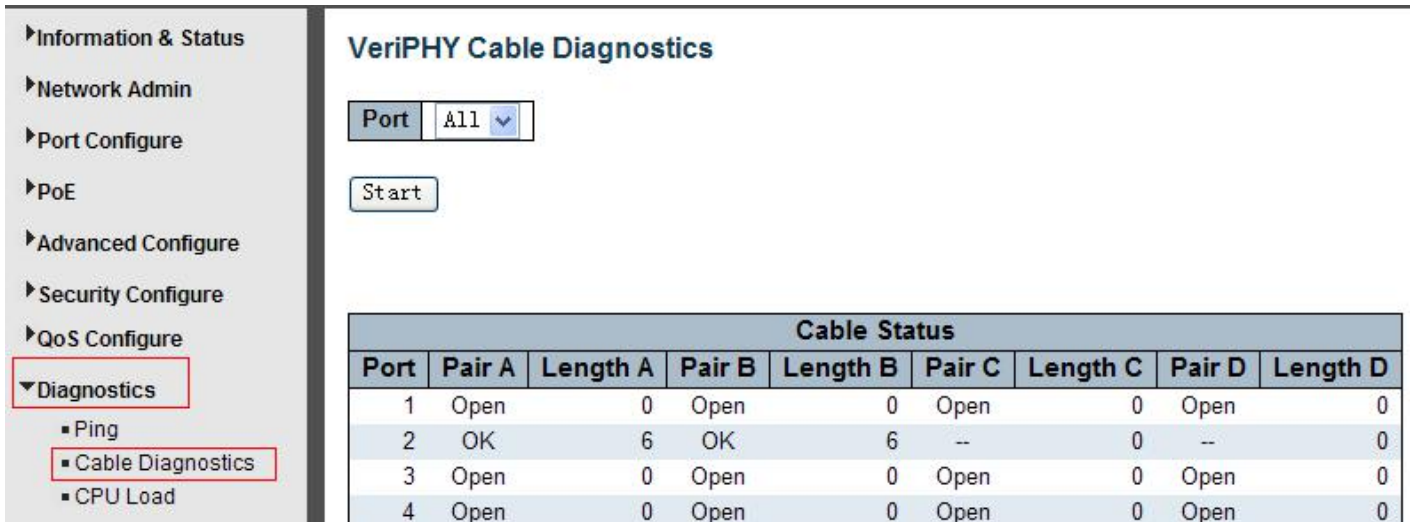 Information & Status
Network Admin
Port Configure
PoE
Advanced Configure
Security Configure
QoS Configure
Diagnostics
Ping
Cable Diagnostics
CPU Load
VeriPHY Cable Diagnostics
Port All
Start
Cable Status
Port Pair A Length A Pair B Length B Pair C Length C Pair D Length D
1 Open 0 Open 0 Open 0 Open 0
2 OK 6 OK 6 -- 0 -- 0
3 Open 0 Open 0 Open 0 Open 0
4 Open 0 Open 0 Open 0 Open 0